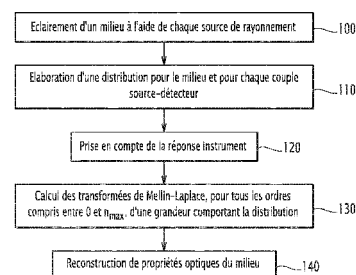 Eclairement d'un milieu à l'aide de chaque source de rayonnement
100
Elaboration d'une distribution pour le milieu et pour chaque couple
source-détecteur
110
Prise en compte de la réponse instrument
120
Calcul des transformées de Mellin-Laplace, pour tous les ordres
compris entre 0 et nmax, d'une grandeur comportant la distribution
130
Reconstruction de propriétés optiques du milieu
140